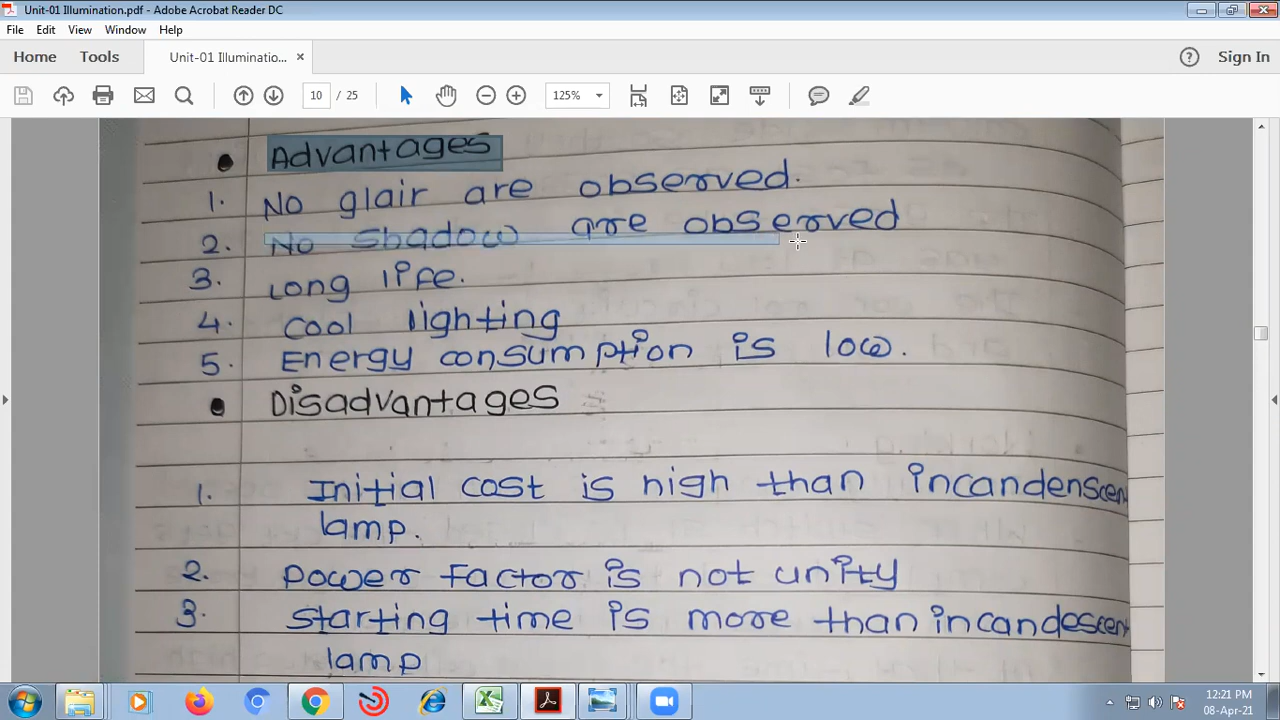 Unit-01 Illumination.pdf - Adobe Acrobat Reader DC
File Edit View Window Help
Home Tools Unit-01 Illuminatio... × ? Sign In
10 / 25 125%
• Advantages
1. No glair are observed.
2. No shadow are observed
3. Long life.
4. Cool lighting
5. Energy consumption is low.
• Disadvantages
1. Initial cost is high than incandenscen
lamp.
2. Power factor is not unity
3. starting time is more than incandescen
lamp
12:21 PM
08-Apr-21